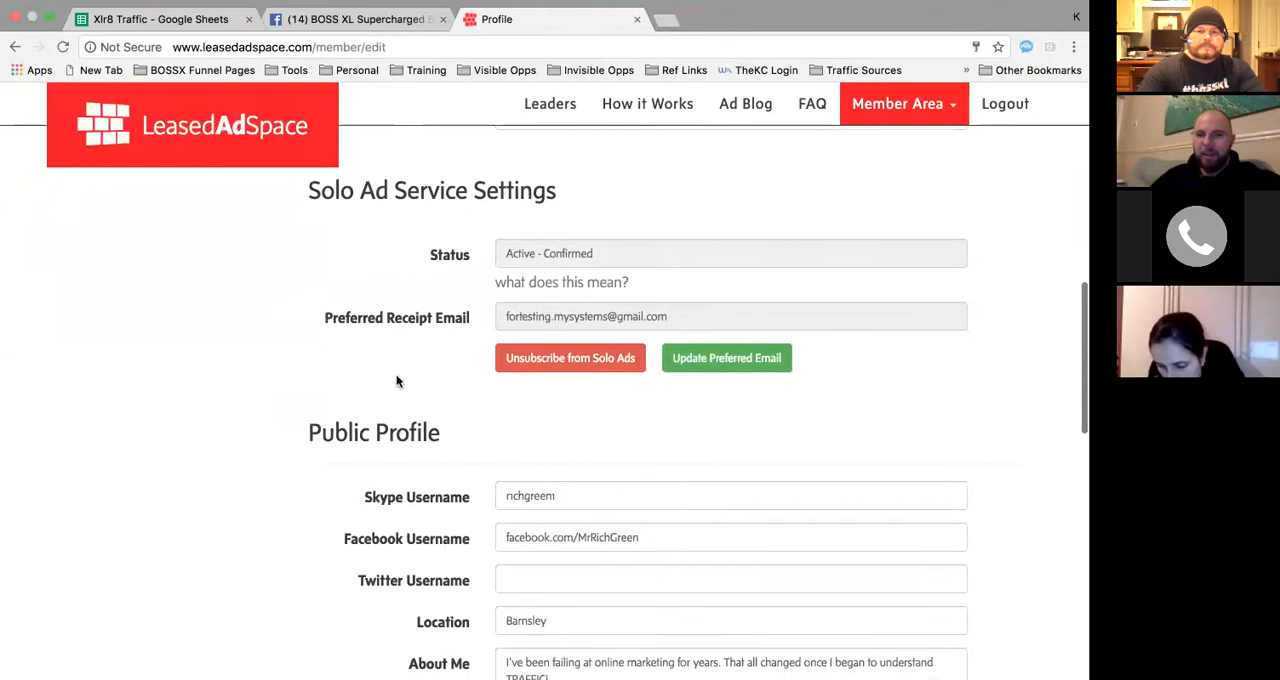 Xlr8 Traffic - Google Sheets
(14) BOSS XL Supercharged
Profile
K
Not Secure
www.leasedadspace.com/member/edit
Apps
New Tab
BOSSX Funnel Pages
Tools
Personal
Training
Visible Opps
Invisible Opps
Ref Links
TheKC Login
Traffic Sources
»
Other Bookmarks
LeasedAdSpace
Leaders
How it Works
Ad Blog
FAQ
Member Area
Logout
Solo Ad Service Settings
Status
Active - Confirmed
what does this mean?
Preferred Receipt Email
fortesting.mysystems@gmail.com
Unsubscribe from Solo Ads
Update Preferred Email
Public Profile
Skype Username
richgreem
Facebook Username
facebook.com/MrRichGreen
Twitter Username
Location
Barnsley
About Me
I've been failing at online marketing for years. That all changed once I began to understand
TRAFFIC!
#bossxl